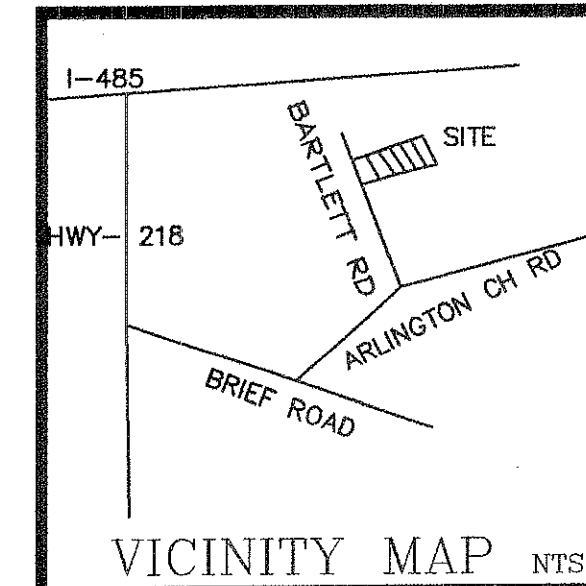 I-485
BARTLETT RD
SITE
HWY- 218
ARLINGTON CH RD
BRIEF ROAD
VICINITY MAP NTS